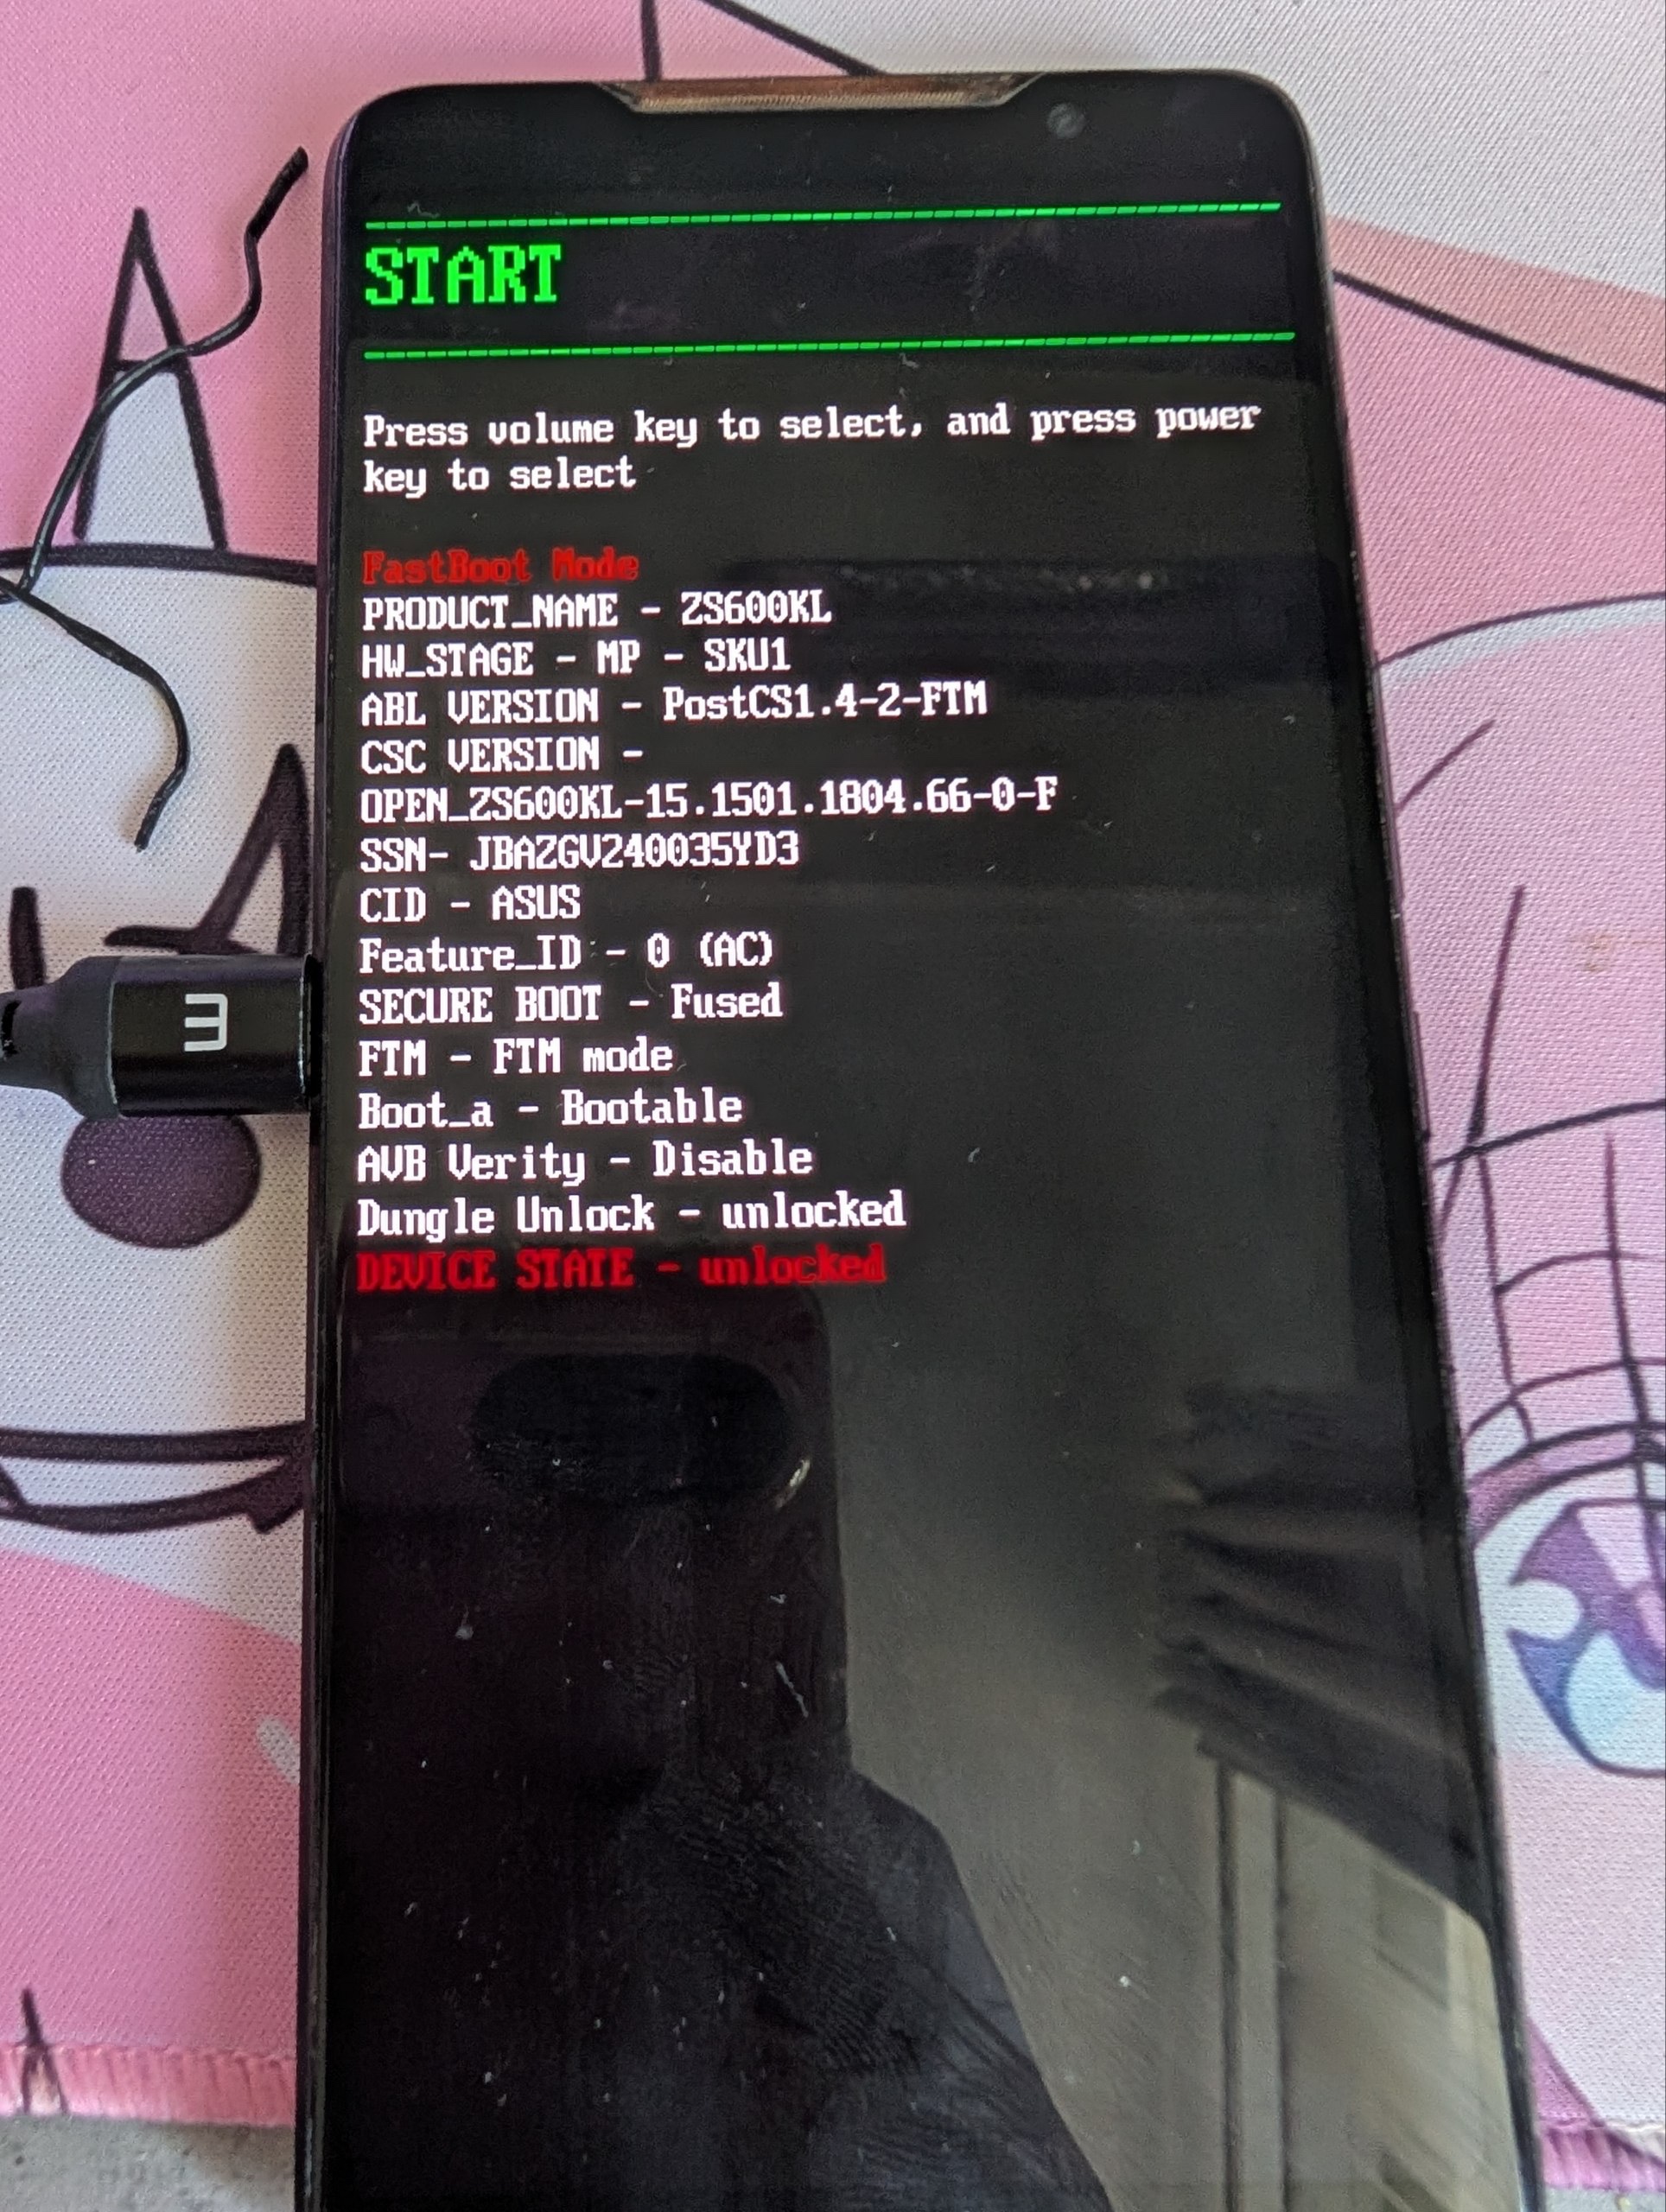 START
Press volume key to select, and press power
key to select
FastBoot Mode
PRODUCT_NAME - ZS600KL
HW_STAGE - MP - SKU1
ABL VERSION - PostCS1.4-2-FTM
CSC VERSION -
OPEN_ZS600KL-15.1501.1804.66-0-F
SSN- JBAZGV240035YD3
CID - ASUS
Feature_ID - 0 (AC)
SECURE BOOT - Fused
FTM - FTM mode
Boot_a - Bootable
AVB Verity - Disable
Dungle Unlock - unlocked
DEVICE STATE - unlocked